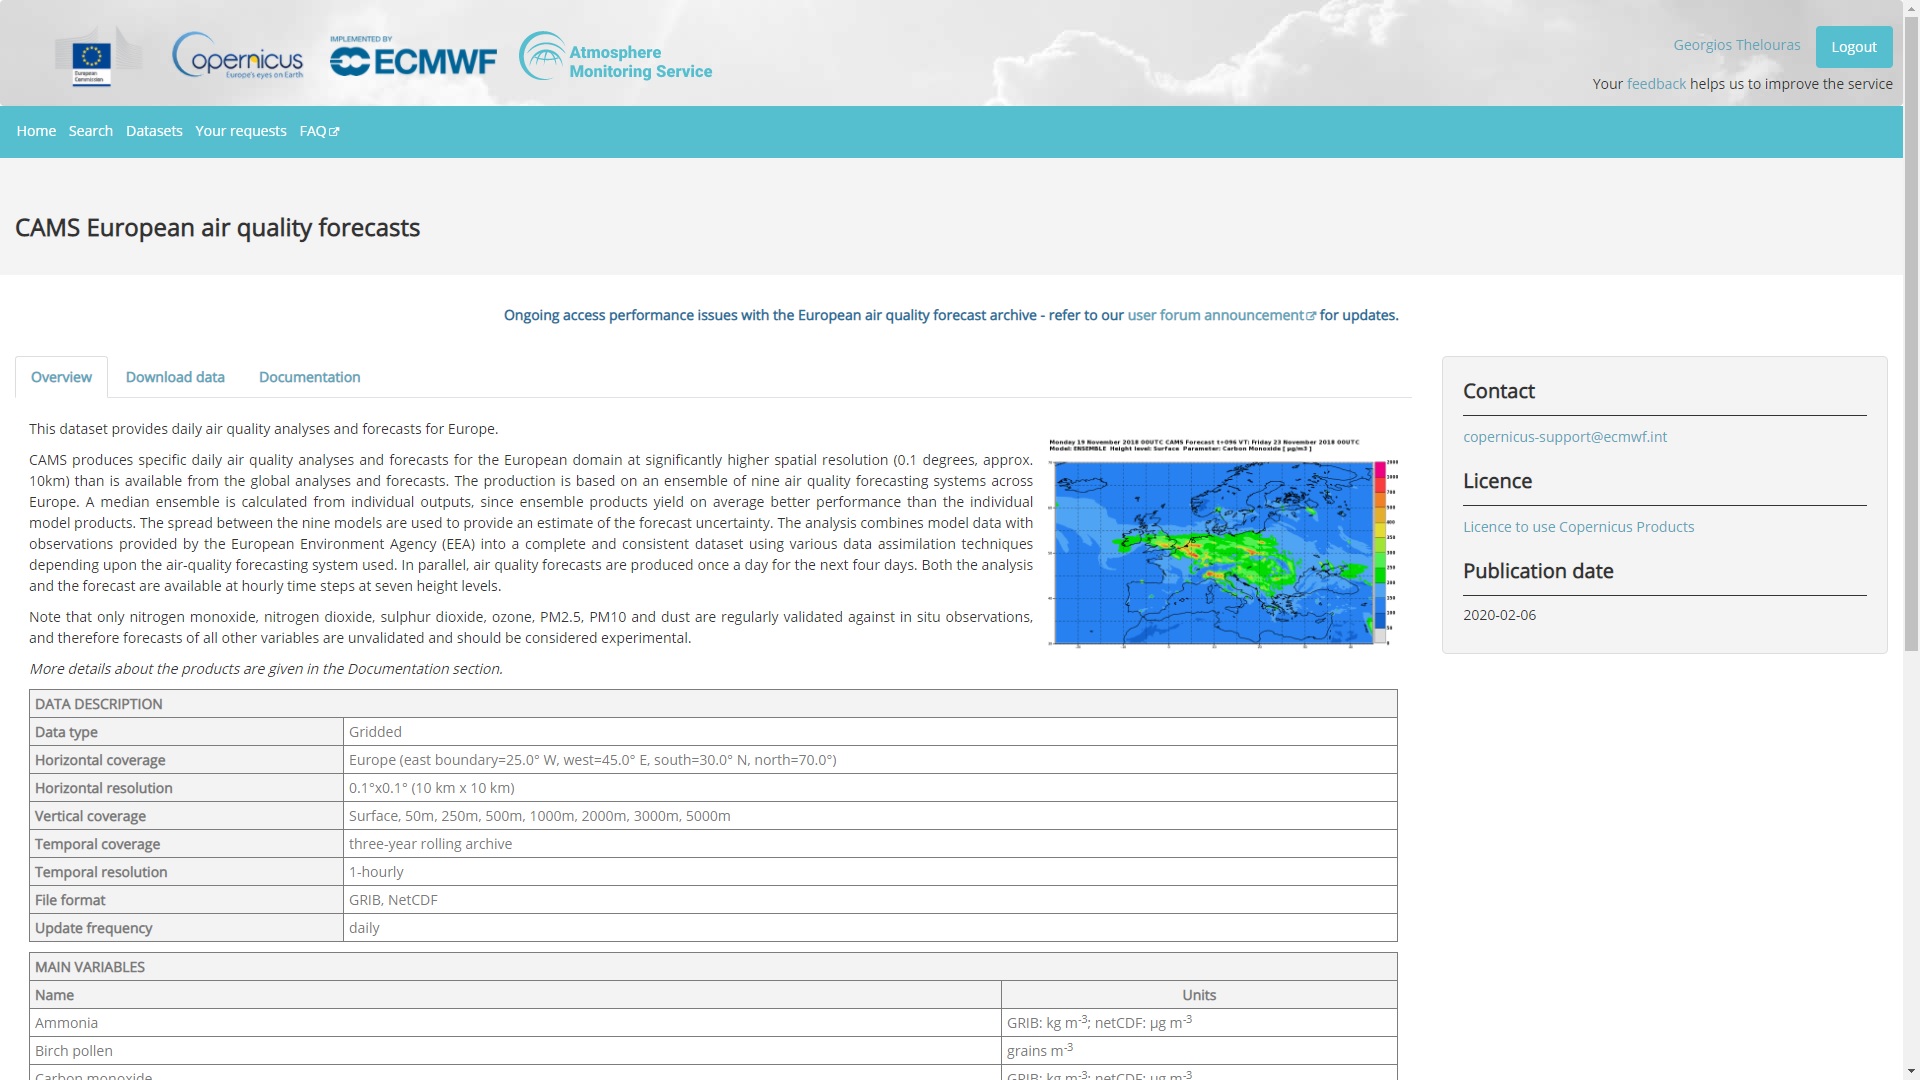 European
Commission
opernicus
Europe's eyes on Earth
IMPLEMENTED BY
ECMWF
Atmosphere
Monitoring Service
Georgios Thelouras
Logout
Your feedback helps us to improve the service
Home Search Datasets Your requests FAQ
CAMS European air quality forecasts
Ongoing access performance issues with the European air quality forecast archive - refer to our user forum announcement for updates.
Overview Download data Documentation
This dataset provides daily air quality analyses and forecasts for Europe.
CAMS produces specific daily air quality analyses and forecasts for the European domain at significantly higher spatial resolution (0.1 degrees, approx.
10km) than is available from the global analyses and forecasts. The production is based on an ensemble of nine air quality forecasting systems across
Europe. A median ensemble is calculated from individual outputs, since ensemble products yield on average better performance than the individual
model products. The spread between the nine models are used to provide an estimate of the forecast uncertainty. The analysis combines model data with
observations provided by the European Environment Agency (EEA) into a complete and consistent dataset using various data assimilation techniques
depending upon the air-quality forecasting system used. In parallel, air quality forecasts are produced once a day for the next four days. Both the analysis
and the forecast are available at hourly time steps at seven height levels.
Note that only nitrogen monoxide, nitrogen dioxide, sulphur dioxide, ozone, PM2.5, PM10 and dust are regularly validated against in situ observations,
and therefore forecasts of all other variables are unvalidated and should be considered experimental.
More details about the products are given in the Documentation section.
Monday 19 November 2018 00UTC CAMS Forecast t+096 VT: Friday 23 November 2018 00UTC
Model: ENSEMBLE Height level: Surface Parameter: Carbon Monoxide [ µg/m3 ]
Contact
copernicus-support@ecmwf.int
Licence
Licence to use Copernicus Products
Publication date
2020-02-06
DATA DESCRIPTION
Data type Gridded
Horizontal coverage Europe (east boundary=25.0° W, west=45.0° E, south=30.0° N, north=70.0°)
Horizontal resolution 0.1°x0.1° (10 km x 10 km)
Vertical coverage Surface, 50m, 250m, 500m, 1000m, 2000m, 3000m, 5000m
Temporal coverage three-year rolling archive
Temporal resolution 1-hourly
File format GRIB, NetCDF
Update frequency daily
MAIN VARIABLES
Name Units
Ammonia GRIB: kg m-3; netCDF: µg m-3
Birch pollen grains m-3
Carbon monoxide GRIB: kg m-3; netCDF: µg m-3